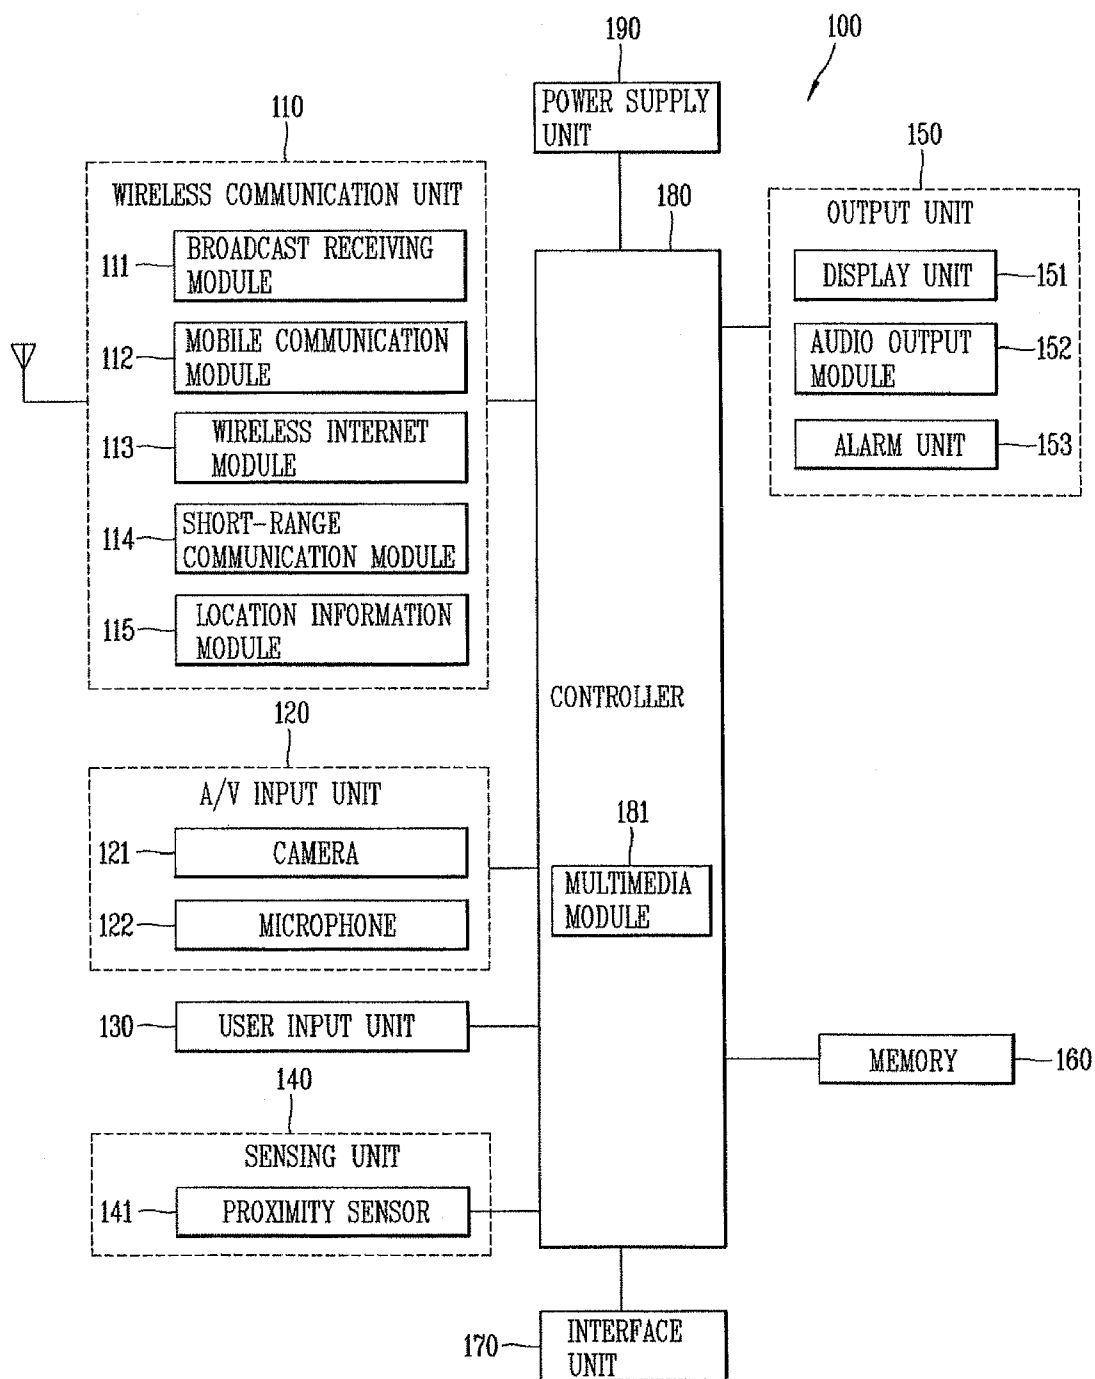 190
100
POWER SUPPLY
UNIT
110
WIRELESS COMMUNICATION UNIT
111
BROADCAST RECEIVING
MODULE
112
MOBILE COMMUNICATION
MODULE
113
WIRELESS INTERNET
MODULE
114
SHORT-RANGE
COMMUNICATION MODULE
115
LOCATION INFORMATION
MODULE
120
A/V INPUT UNIT
121
CAMERA
122
MICROPHONE
130
USER INPUT UNIT
140
SENSING UNIT
141
PROXIMITY SENSOR
180
CONTROLLER
181
MULTIMEDIA
MODULE
150
OUTPUT UNIT
DISPLAY UNIT
151
AUDIO OUTPUT
MODULE
152
ALARM UNIT
153
MEMORY
160
170
INTERFACE
UNIT